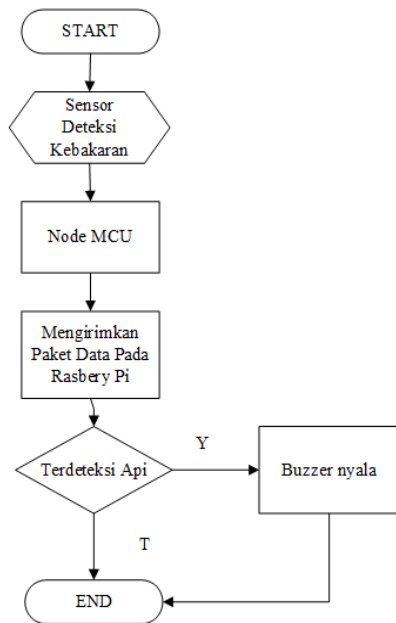 START
Sensor
Deteksi
Kebakaran
Node MCU
Mengirimkan
Paket Data Pada
Rasbery Pi
Terdeteksi Api
Y
Buzzer nyala
T
END